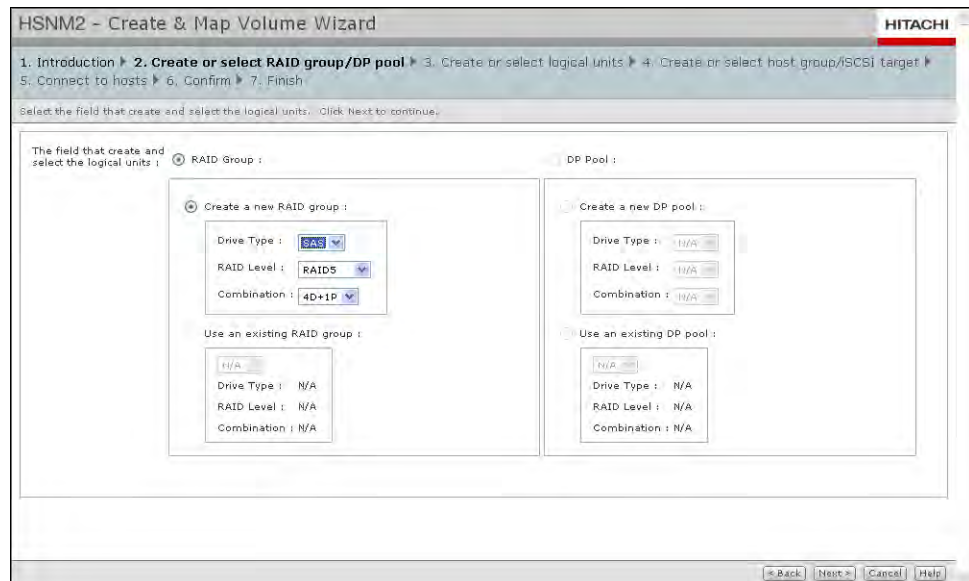 HSNM2 - Create & Map Volume Wizard
HITACHI
1. Introduction 2. Create or select RAID group/DP pool 3. Create or select logical units 4. Create or select host group/iSCSI target
5. Connect to hosts 6. Confirm 7. Finish
Select the field that create and select the logical units. Click Next to continue.
The field that create and
select the logical units :
RAID Group :
DP Pool :
Create a new RAID group :
Create a new DP pool :
Drive Type : SAS
Drive Type : N/A
RAID Level : RAID5
RAID Level : N/A
Combination : 4D+1P
Combination : N/A
Use an existing RAID group :
Use an existing DP pool :
N/A
N/A
Drive Type : N/A
Drive Type : N/A
RAID Level : N/A
RAID Level : N/A
Combination : N/A
Combination : N/A
< Back Next > Cancel Help